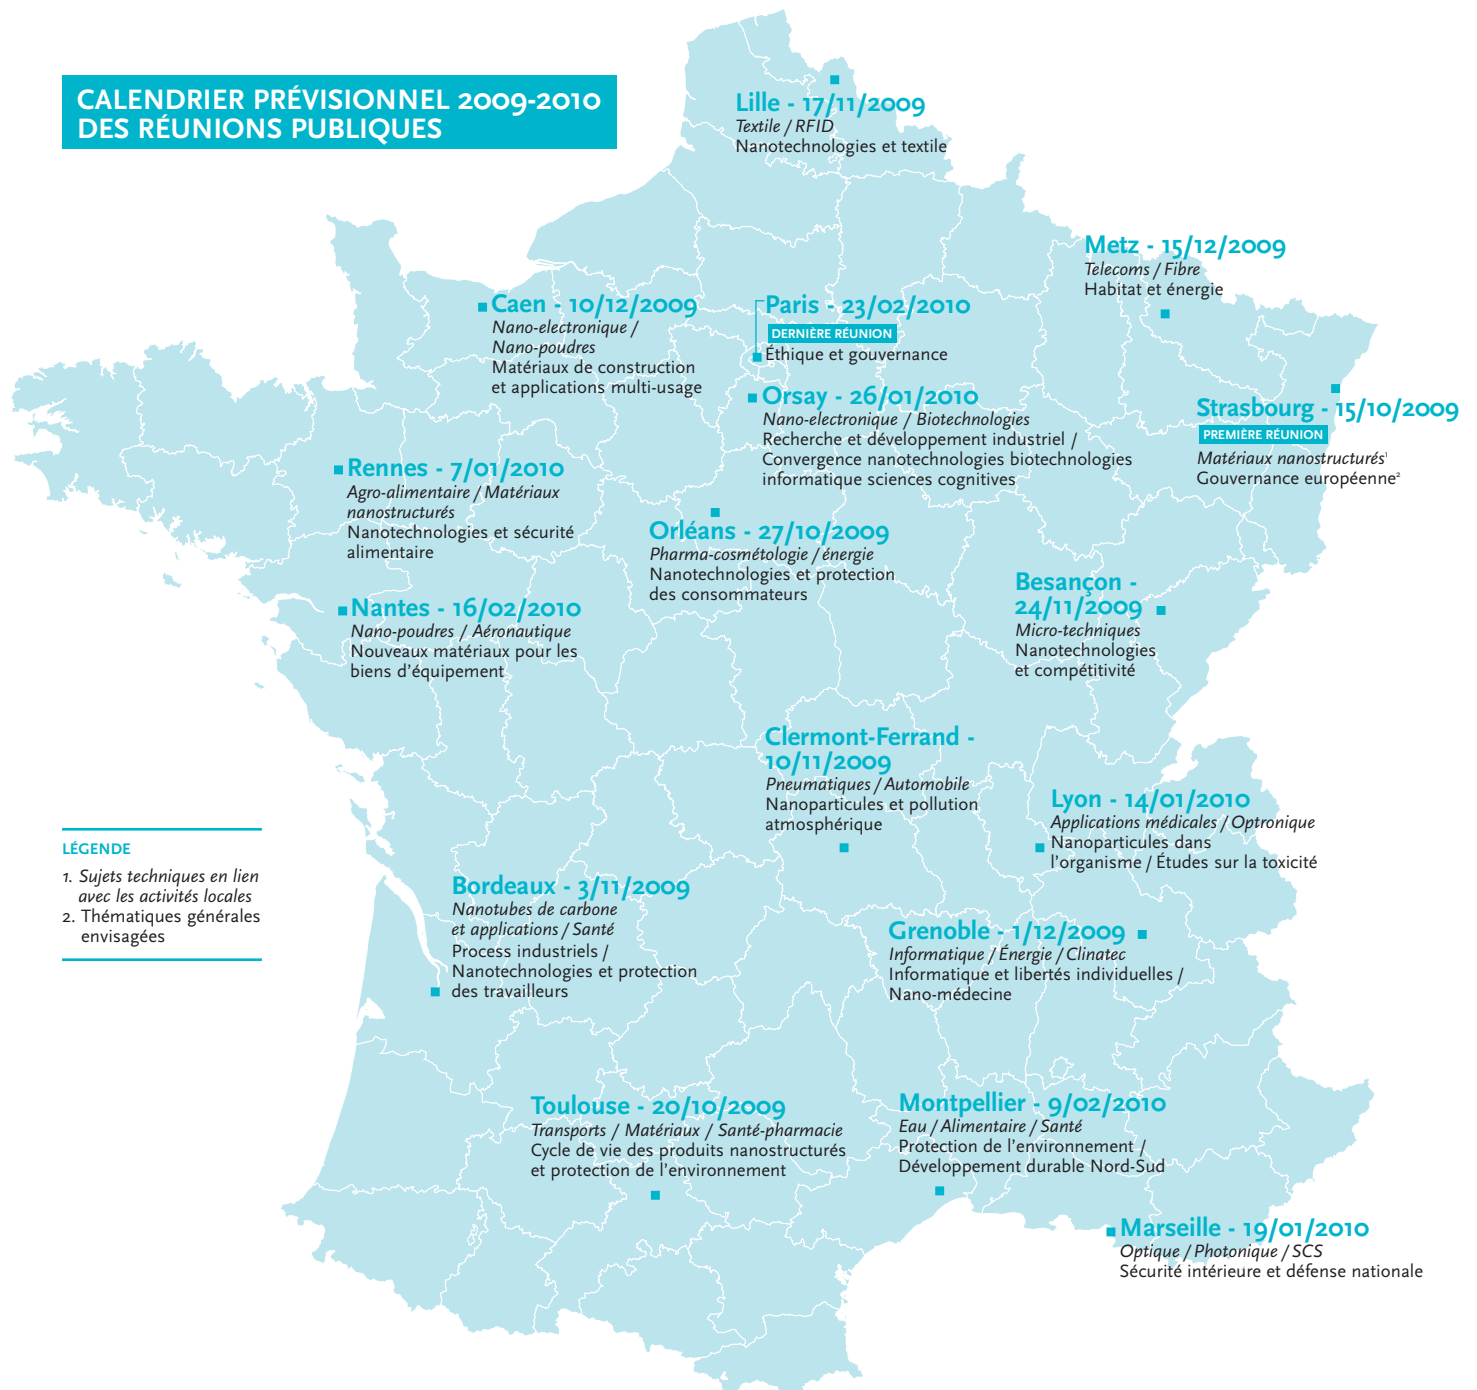 CALENDRIER PRÉVISIONNEL 2009-2010
DES RÉUNIONS PUBLIQUES
Lille - 17/11/2009
Textile / RFID
Nanotechnologies et textile
Metz - 15/12/2009
Telecoms / Fibre
Habitat et énergie
Caen - 10/12/2009
Nano-electronique /
Nano-poudres
Matériaux de construction
et applications multi-usage
Paris - 23/02/2010
DERNIÈRE RÉUNION
Éthique et gouvernance
Orsay - 26/01/2010
Nano-electronique / Biotechnologies
Recherche et développement industriel /
Convergence nanotechnologies biotechnologies
informatique sciences cognitives
Strasbourg - 15/10/2009
PREMIÈRE RÉUNION
Matériaux nanostructurés¹
Gouvernance européenne²
Rennes - 7/01/2010
Agro-alimentaire / Matériaux
nanostructurés
Nanotechnologies et sécurité
alimentaire
Orléans - 27/10/2009
Pharma-cosmétologie / énergie
Nanotechnologies et protection
des consommateurs
Besançon -
24/11/2009
Micro-techniques
Nanotechnologies
et compétitivité
Nantes - 16/02/2010
Nano-poudres / Aéronautique
Nouveaux matériaux pour les
biens d'équipement
Clermont-Ferrand -
10/11/2009
Pneumatiques / Automobile
Nanoparticules et pollution
atmosphérique
Lyon - 14/01/2010
Applications médicales / Optronique
Nanoparticules dans
l'organisme / Études sur la toxicité
LÉGENDE
1. Sujets techniques en lien
avec les activités locales
2. Thématiques générales
envisagées
Bordeaux - 3/11/2009
Nanotubes de carbone
et applications / Santé
Process industriels /
Nanotechnologies et protection
des travailleurs
Grenoble - 1/12/2009
Informatique / Énergie / Clinatec
Informatique et libertés individuelles /
Nano-médecine
Toulouse - 20/10/2009
Transports / Matériaux / Santé-pharmacie
Cycle de vie des produits nanostructurés
et protection de l'environnement
Montpellier - 9/02/2010
Eau / Alimentaire / Santé
Protection de l'environnement /
Développement durable Nord-Sud
Marseille - 19/01/2010
Optique / Photonique / SCS
Sécurité intérieure et défense nationale